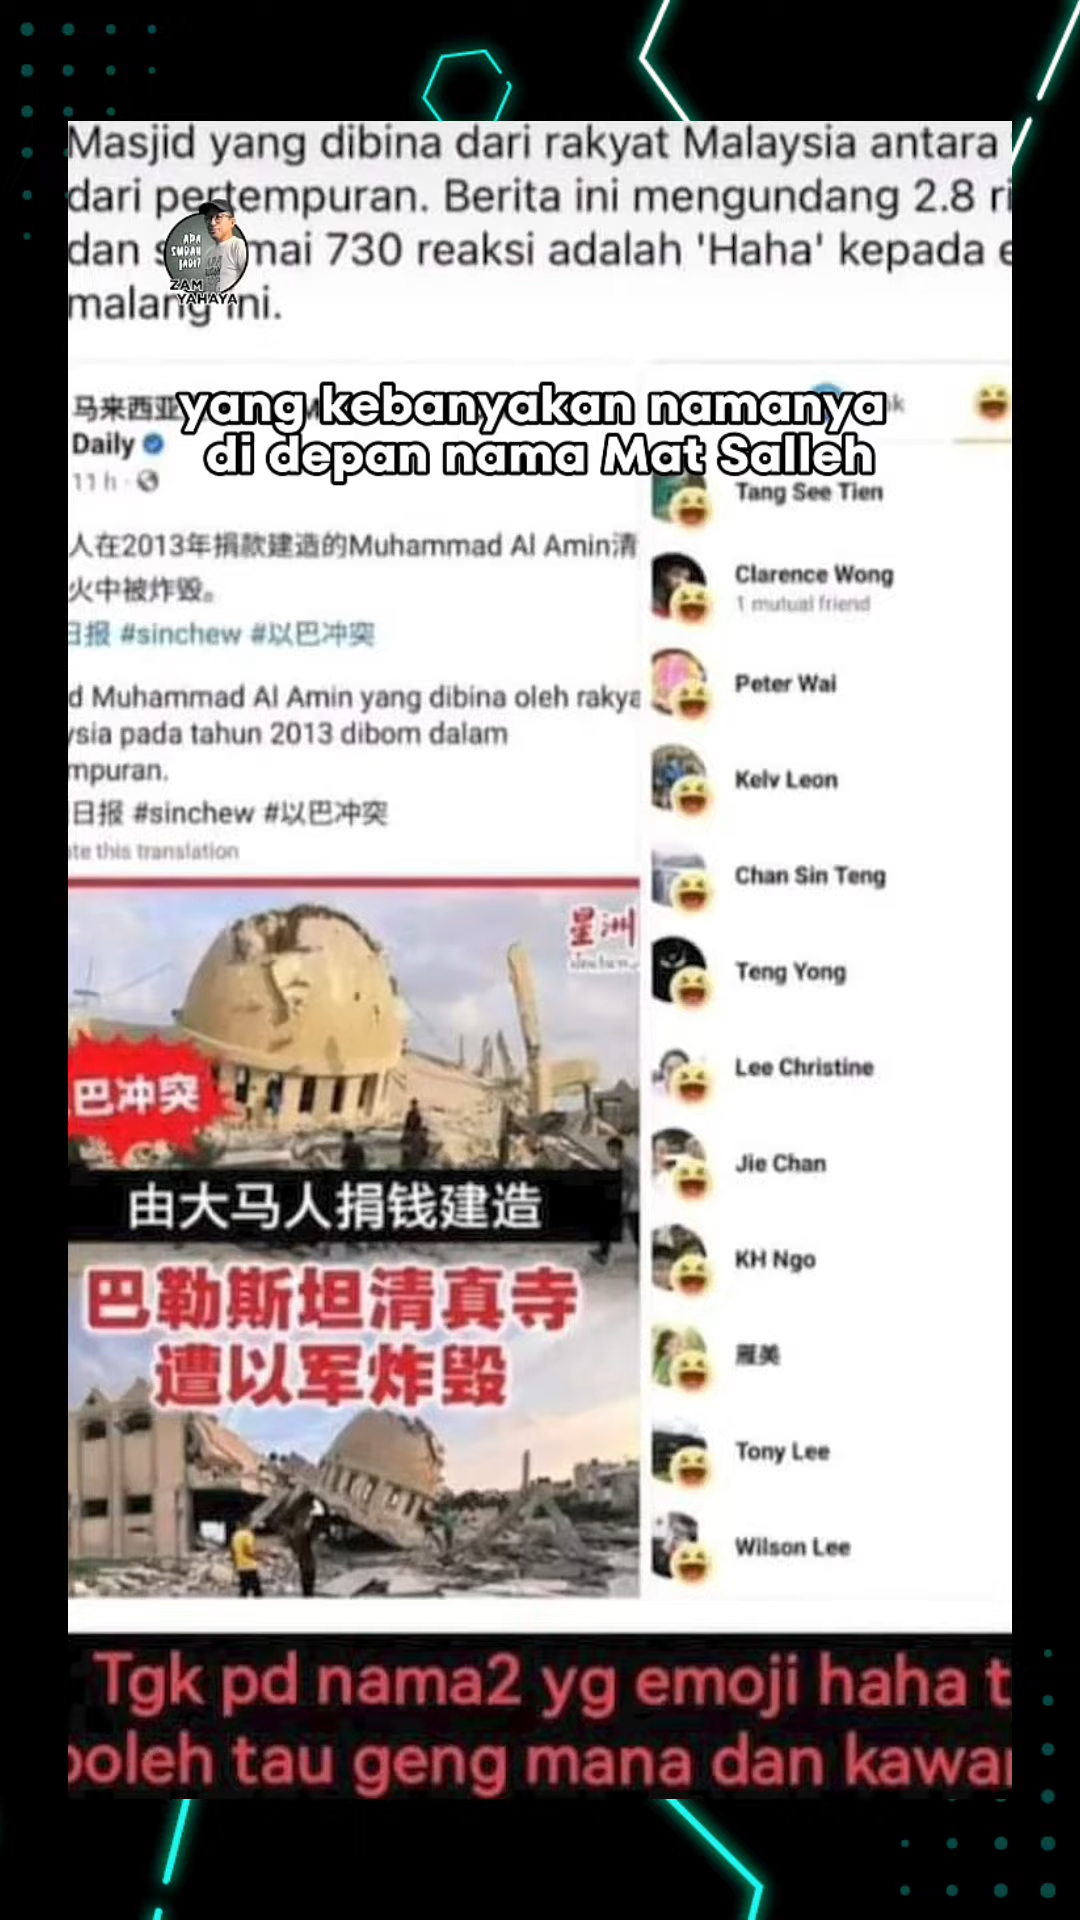 Masjid yang dibina dari rakyat Malaysia antara
dari pertempuran. Berita ini mengundang 2.8 ri
dan s mai 730 reaksi adalah 'Haha' kepada e
malang ini.
APA
SUDAH
JADI?
ZAM
YAHAYA
yang kebanyakan namanya
di depan nama Mat Salleh
马来西亚
Daily
11 h
人在2013年捐款建造的Muhammad Al Amin清
火中被炸毁。
日报 #sinchew #以巴冲突
d Muhammad Al Amin yang dibina oleh rakya
ysia pada tahun 2013 dibom dalam
mpuran.
日报 #sinchew #以巴冲突
te this translation
星洲
巴冲突
由大马人捐钱建造
巴勒斯坦清真寺
遭以军炸毁
Tang See Tien
Clarence Wong
1 mutual friend
Peter Wai
Kelv Leon
Chan Sin Teng
Teng Yong
Lee Christine
Jie Chan
KH Ngo
雁美
Tony Lee
Wilson Lee
Tgk pd nama2 yg emoji haha t
boleh tau geng mana dan kawan